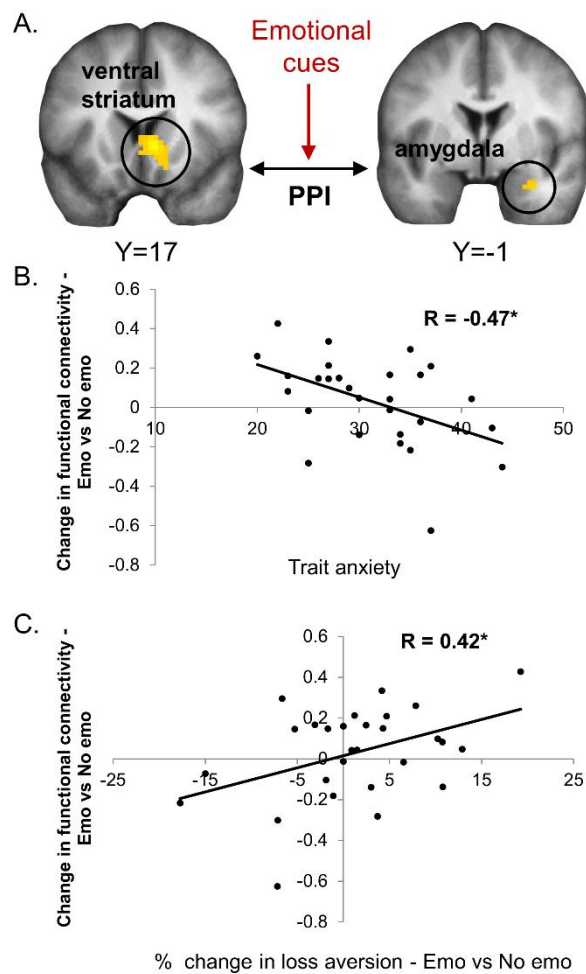 A.
Emotional
cues
ventral
striatum
amygdala
PPI
Y=17
Y=-1
B.
Change in functional connectivity -
Emo vs No emo
0.6
0.4
0.2
0
-0.2
-0.4
-0.6
-0.8
R = -0.47*
10
20
30
40
50
Trait anxiety
C.
Change in functional connectivity -
Emo vs No emo
0.6
0.4
0.2
0
-0.2
-0.4
-0.6
-0.8
R = 0.42*
-25
-15
-5
5
15
25
% change in loss aversion - Emo vs No emo